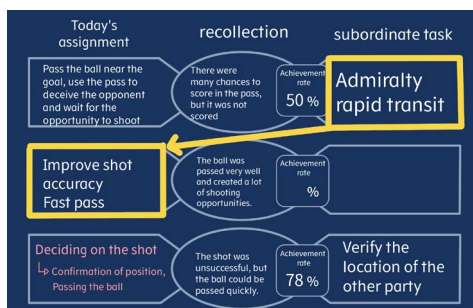 Today's
assignment
recollection
subordinate task
Pass the ball near the
goal, use the pass to
deceive the opponent
and wait for the
opportunity to shoot
There were
many chances to
score in the pass,
but it was not
scored
Achievement
rate
50 %
Admiralty
rapid transit
Improve shot
accuracy
Fast pass
The ball was
passed very well
and created a lot
of shooting
opportunities.
Achievement
rate
%
Deciding on the shot
↳ Confirmation of position,
Passing the ball
The shot was
unsuccessful, but
the ball could be
passed quickly.
Achievement
rate
78 %
Verify the
location of the
other party